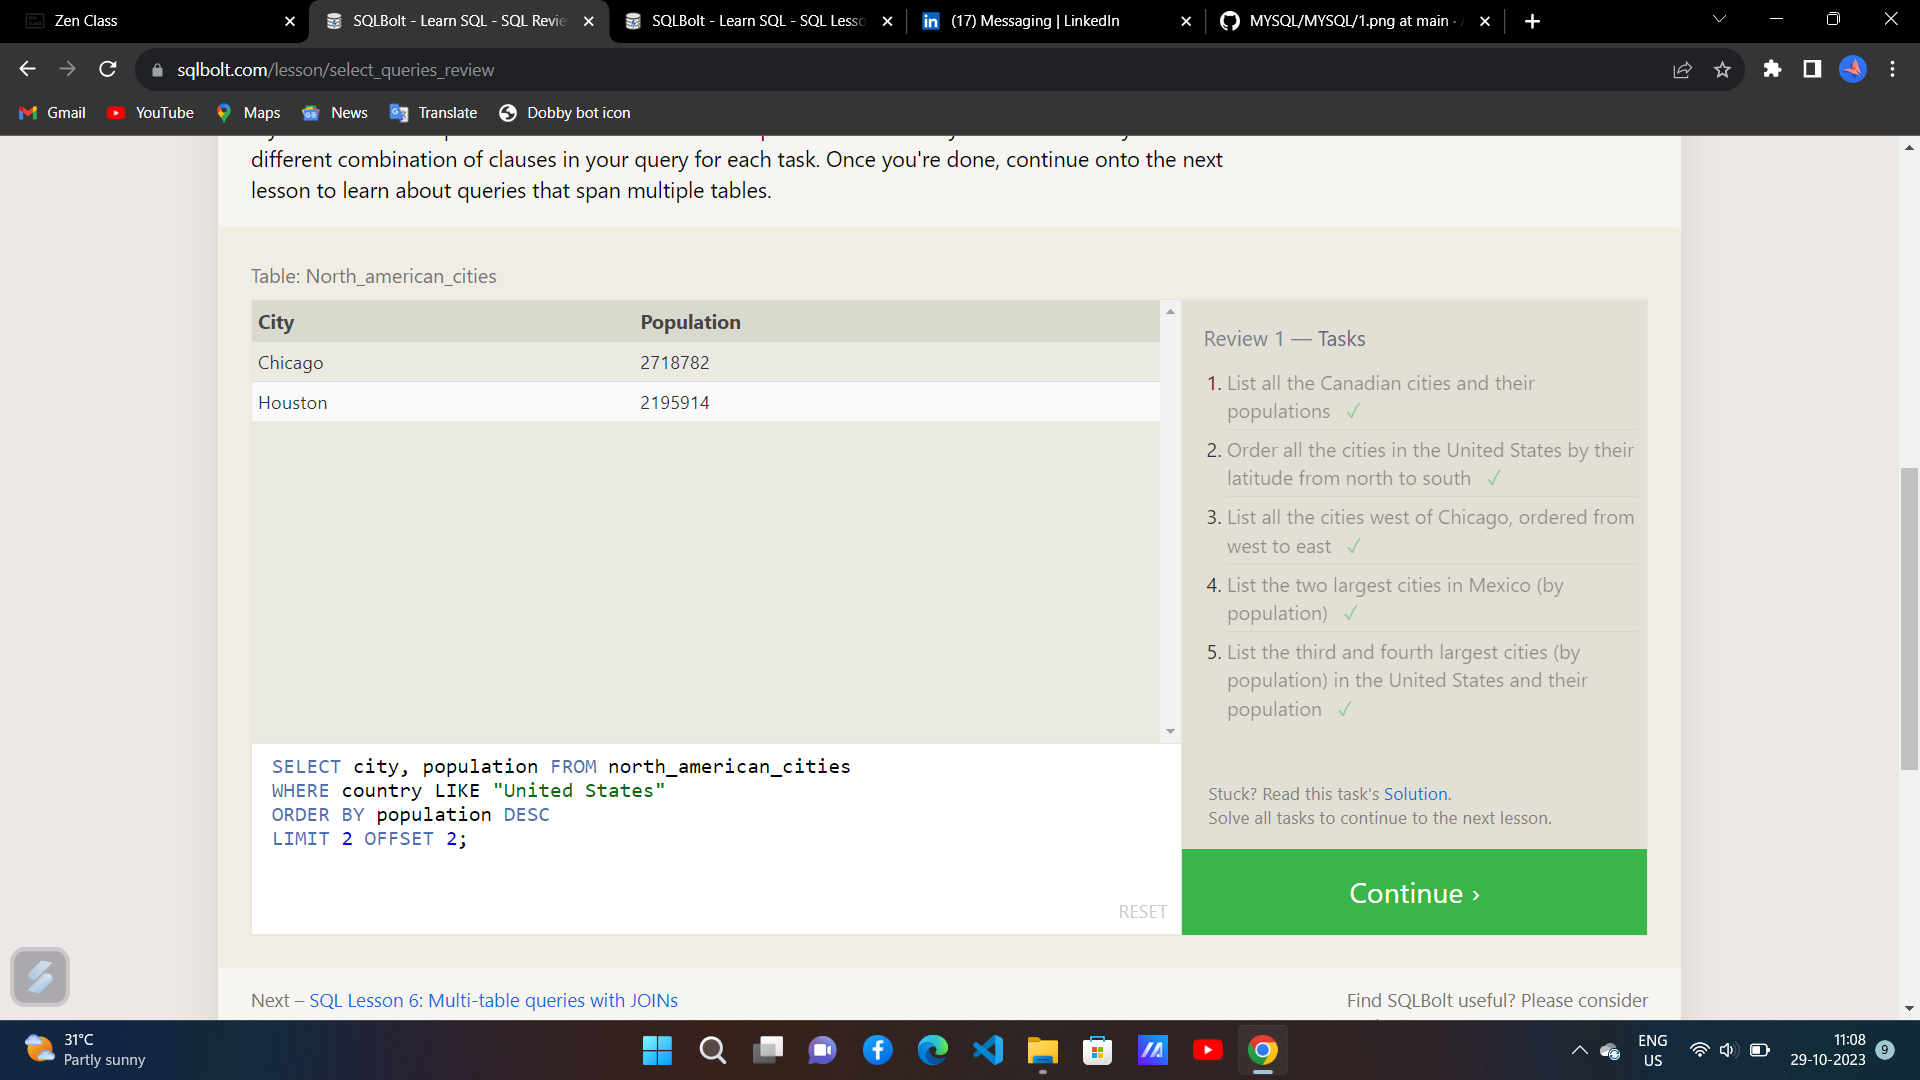 Zen Class
SQLBolt - Learn SQL - SQL Revie
SQLBolt - Learn SQL - SQL Lesso
(17) Messaging | LinkedIn
MYSQL/MYSQL/1.png at main ·
sqlbolt.com/lesson/select_queries_review
Gmail
YouTube
Maps
News
Translate
Dobby bot icon
different combination of clauses in your query for each task. Once you're done, continue onto the next
lesson to learn about queries that span multiple tables.
Table: North_american_cities
City Population
Chicago 2718782
Houston 2195914
SELECT city, population FROM north_american_cities
WHERE country LIKE "United States"
ORDER BY population DESC
LIMIT 2 OFFSET 2;
RESET
Review 1 — Tasks
1. List all the Canadian cities and their
populations ✓
2. Order all the cities in the United States by their
latitude from north to south ✓
3. List all the cities west of Chicago, ordered from
west to east ✓
4. List the two largest cities in Mexico (by
population) ✓
5. List the third and fourth largest cities (by
population) in the United States and their
population ✓
Stuck? Read this task's Solution.
Solve all tasks to continue to the next lesson.
Continue ›
Next – SQL Lesson 6: Multi-table queries with JOINs
Find SQLBolt useful? Please consider
31°C
Partly sunny
ENG
US
11:08
29-10-2023
9